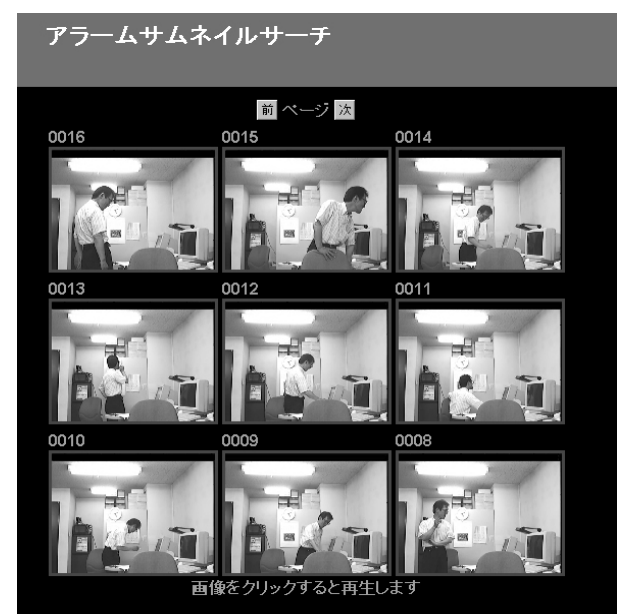 アラームサムネイルサーチ
前 ページ 次
0016 0015 0014
0013 0012 0011
0010 0009 0008
画像をクリックすると再生します